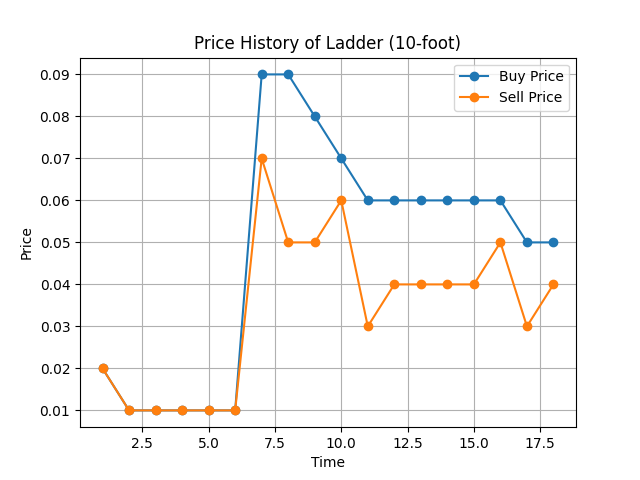 Price History of Ladder (10-foot)
Buy Price
Sell Price
0.09
0.08
0.07
0.06
0.05
0.04
0.03
0.02
0.01
Price
2.5 5.0 7.5 10.0 12.5 15.0 17.5
Time